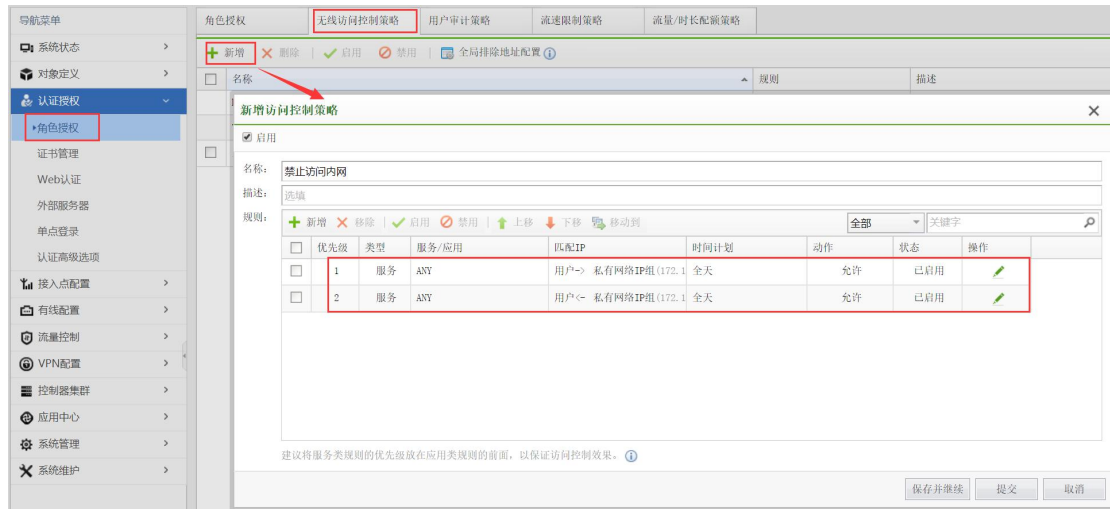 导航菜单
系统状态
对象定义
认证授权
角色授权
证书管理
Web认证
外部服务器
单点登录
认证高级选项
接入点配置
有线配置
流量控制
VPN配置
控制器集群
应用中心
系统管理
系统维护
角色授权 无线访问控制策略 用户审计策略 流速限制策略 流量/时长配额策略
新增 删除 启用 禁用 全局排除地址配置
名称 规则 描述
新增访问控制策略
启用
名称: 禁止访问内网
描述: 选填
规则: 新增 移除 启用 禁用 上移 下移 移动到 全部 关键字
优先级 类型 服务/应用 匹配IP 时间计划 动作 状态 操作
1 服务 ANY 用户-> 私有网络IP组(172.1 全天 允许 已启用
2 服务 ANY 用户<- 私有网络IP组(172.1 全天 允许 已启用
建议将服务类规则的优先级放在应用类规则的前面，以保证访问控制效果。
保存并继续 提交 取消